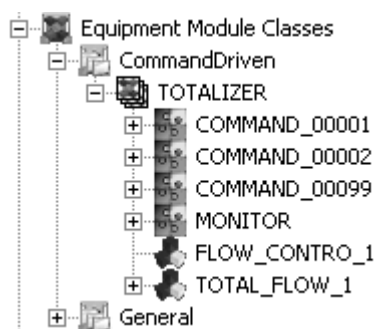 Equipment Module Classes
CommandDriven
TOTALIZER
COMMAND_00001
COMMAND_00002
COMMAND_00099
MONITOR
FLOW_CONTRO_1
TOTAL_FLOW_1
General